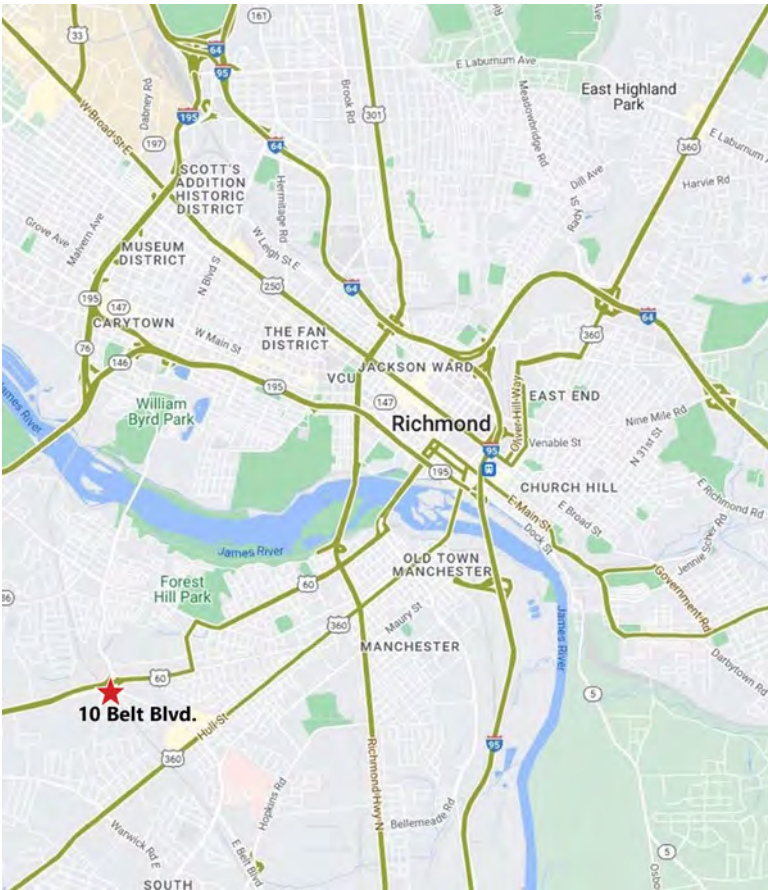 33
161
64
95
E Laburnum Ave
Meadowbridge Rd
East Highland
Park
Dabney Rd
Brook Rd
301
195
W Broad St E
197
64
360
E Laburnum
Harvie Rd
Dill Ave
Rady St
SCOTT'S
ADDITION
HISTORIC
DISTRICT
Hermitage Rd
Grove Ave
Malvern Ave
MUSEUM
DISTRICT
N Blvd S
W Leigh St E
250
64
195
147
CARYTOWN
W Main St
THE FAN
DISTRICT
64
360
76
146
195
VCU
JACKSON WARD
147
Oliver Hill Way
EAST END
James River
William
Byrd Park
Richmond
Nine Mile Rd
N 31st St
Venable St
95
195
CHURCH HILL
E Richmond Rd
E Main St
E Broad St
Dock St
Jennie Scher Rd
James River
OLD TOWN
MANCHESTER
Government Rd
Forest
Hill Park
60
360
Maury St
MANCHESTER
James River
Darbytown Rd
60
10 Belt Blvd.
5
Hull St
360
Richmond Hwy N
95
Hopkins Rd
Bellemeade Rd
Warwick Rd E
E Belt Blvd
5
Osbo
SOUTH